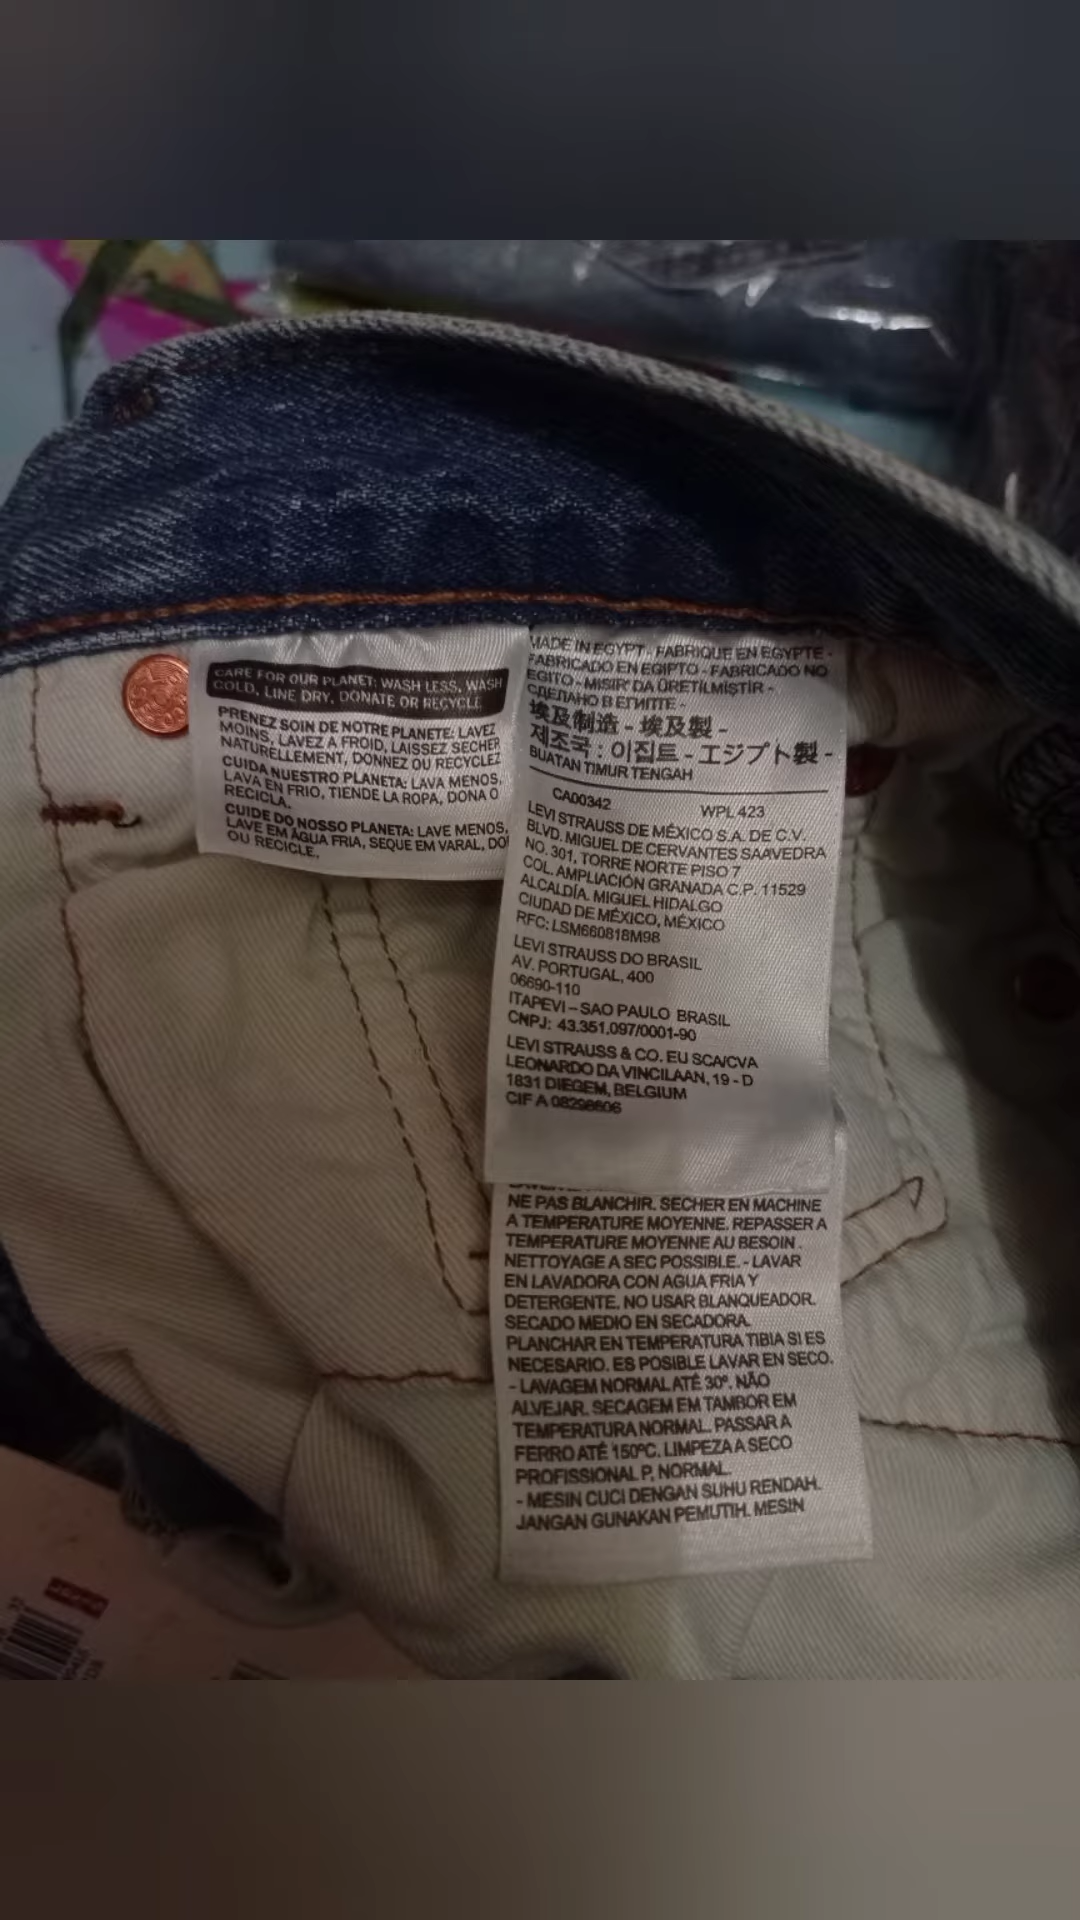 CARE FOR OUR PLANET: WASH LESS, WASH
COLD, LINE DRY, DONATE OR RECYCLE
PRENEZ SOIN DE NOTRE PLANETE: LAVEZ
MOINS, LAVEZ A FROID, LAISSEZ SECHER
NATURELLEMENT, DONNEZ OU RECYCLEZ
CUIDA NUESTRO PLANETA: LAVA MENOS,
LAVA EN FRIO, TIENDE LA ROPA, DONA O
RECICLA.
CUIDE DO NOSSO PLANETA: LAVE MENOS,
LAVE EM ÁGUA FRIA, SEQUE EM VARAL,
OU RECICLE.
MADE IN EGYPT - FABRIQUE EN EGYPTE -
FABRICADO EN EGIPTO - FABRICADO NO
EGITO - MISIR'DA ÜRETİLMİŞTİR -
СДЕЛАНО В ЕГИПТЕ -
埃及制造 - 埃及製 -
제조국 : 이집트 - エジプト製 -
BUATAN TIMUR TENGAH
CA00342 WPL 423
LEVI STRAUSS DE MÉXICO S.A. DE C.V.
BLVD. MIGUEL DE CERVANTES SAAVEDRA
NO. 301, TORRE NORTE PISO 7
COL. AMPLIACIÓN GRANADA C.P. 11529
ALCALDÍA. MIGUEL HIDALGO
CIUDAD DE MÉXICO, MÉXICO
RFC: LSM660818M98
LEVI STRAUSS DO BRASIL
AV. PORTUGAL, 400
06690-110
ITAPEVI – SAO PAULO BRASIL
CNPJ: 43.351.097/0001-90
LEVI STRAUSS & CO. EU SCA/CVA
LEONARDO DA VINCILAAN, 19 - D
1831 DIEGEM, BELGIUM
CIF A 08298606
NE PAS BLANCHIR. SECHER EN MACHINE
A TEMPERATURE MOYENNE. REPASSER A
TEMPERATURE MOYENNE AU BESOIN.
NETTOYAGE A SEC POSSIBLE. - LAVAR
EN LAVADORA CON AGUA FRIA Y
DETERGENTE. NO USAR BLANQUEADOR.
SECADO MEDIO EN SECADORA.
PLANCHAR EN TEMPERATURA TIBIA SI ES
NECESARIO. ES POSIBLE LAVAR EN SECO.
- LAVAGEM NORMAL ATÉ 30º. NÃO
ALVEJAR. SECAGEM EM TAMBOR EM
TEMPERATURA NORMAL. PASSAR A
FERRO ATÉ 150ºC. LIMPEZA A SECO
PROFISSIONAL P, NORMAL.
- MESIN CUCI DENGAN SUHU RENDAH.
JANGAN GUNAKAN PEMUTIH. MESIN